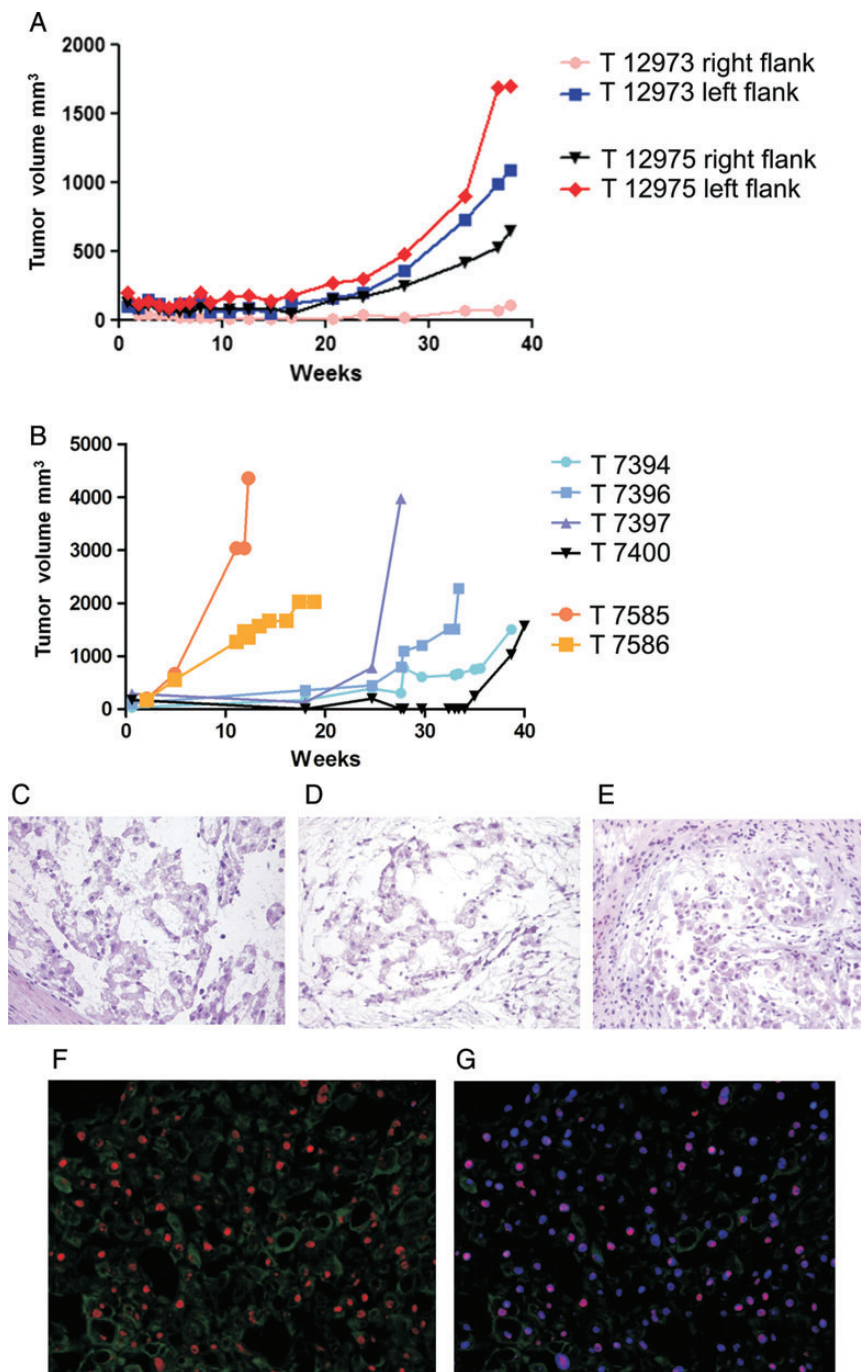 A
2000
1500
1000
500
0
Tumor volume mm³
0 10 20 30 40
Weeks
T 12973 right flank
T 12973 left flank
T 12975 right flank
T 12975 left flank
B
5000
4000
3000
2000
1000
0
Tumor volume mm³
0 10 20 30 40
Weeks
T 7394
T 7396
T 7397
T 7400
T 7585
T 7586
C D E
F G